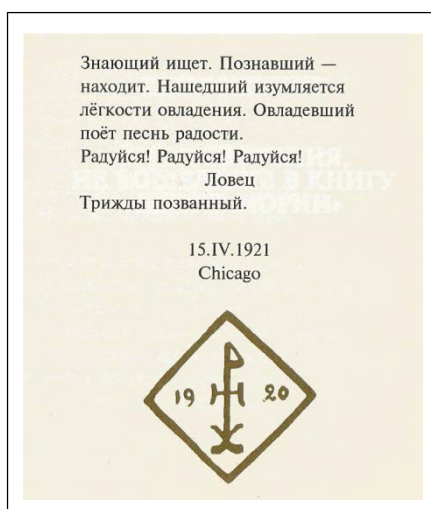 Знающий ищет. Познавший —
находит. Нашедший изумляется
лёгкости овладения. Овладевший
поёт песнь радости.
Радуйся! Радуйся! Радуйся!
Ловец
Трижды позванный.
15.IV.1921
Chicago
19 20